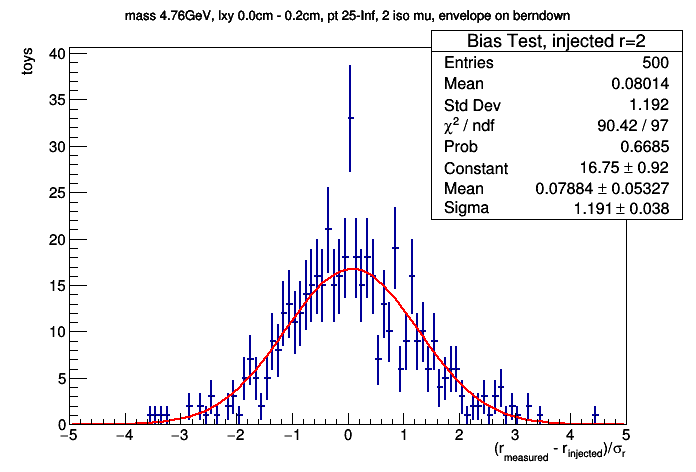 mass 4.76GeV, lxy 0.0cm - 0.2cm, pt 25-Inf, 2 iso mu, envelope on berndown
Bias Test, injected r=2
Entries 500
Mean 0.08014
Std Dev 1.192
χ² / ndf 90.42 / 97
Prob 0.6685
Constant 16.75 ± 0.92
Mean 0.07884 ± 0.05327
Sigma 1.191 ± 0.038
toys
40
35
30
25
20
15
10
5
0
−5 −4 −3 −2 −1 0 1 2 3 4 5
(r_measured - r_injected)/σ_r